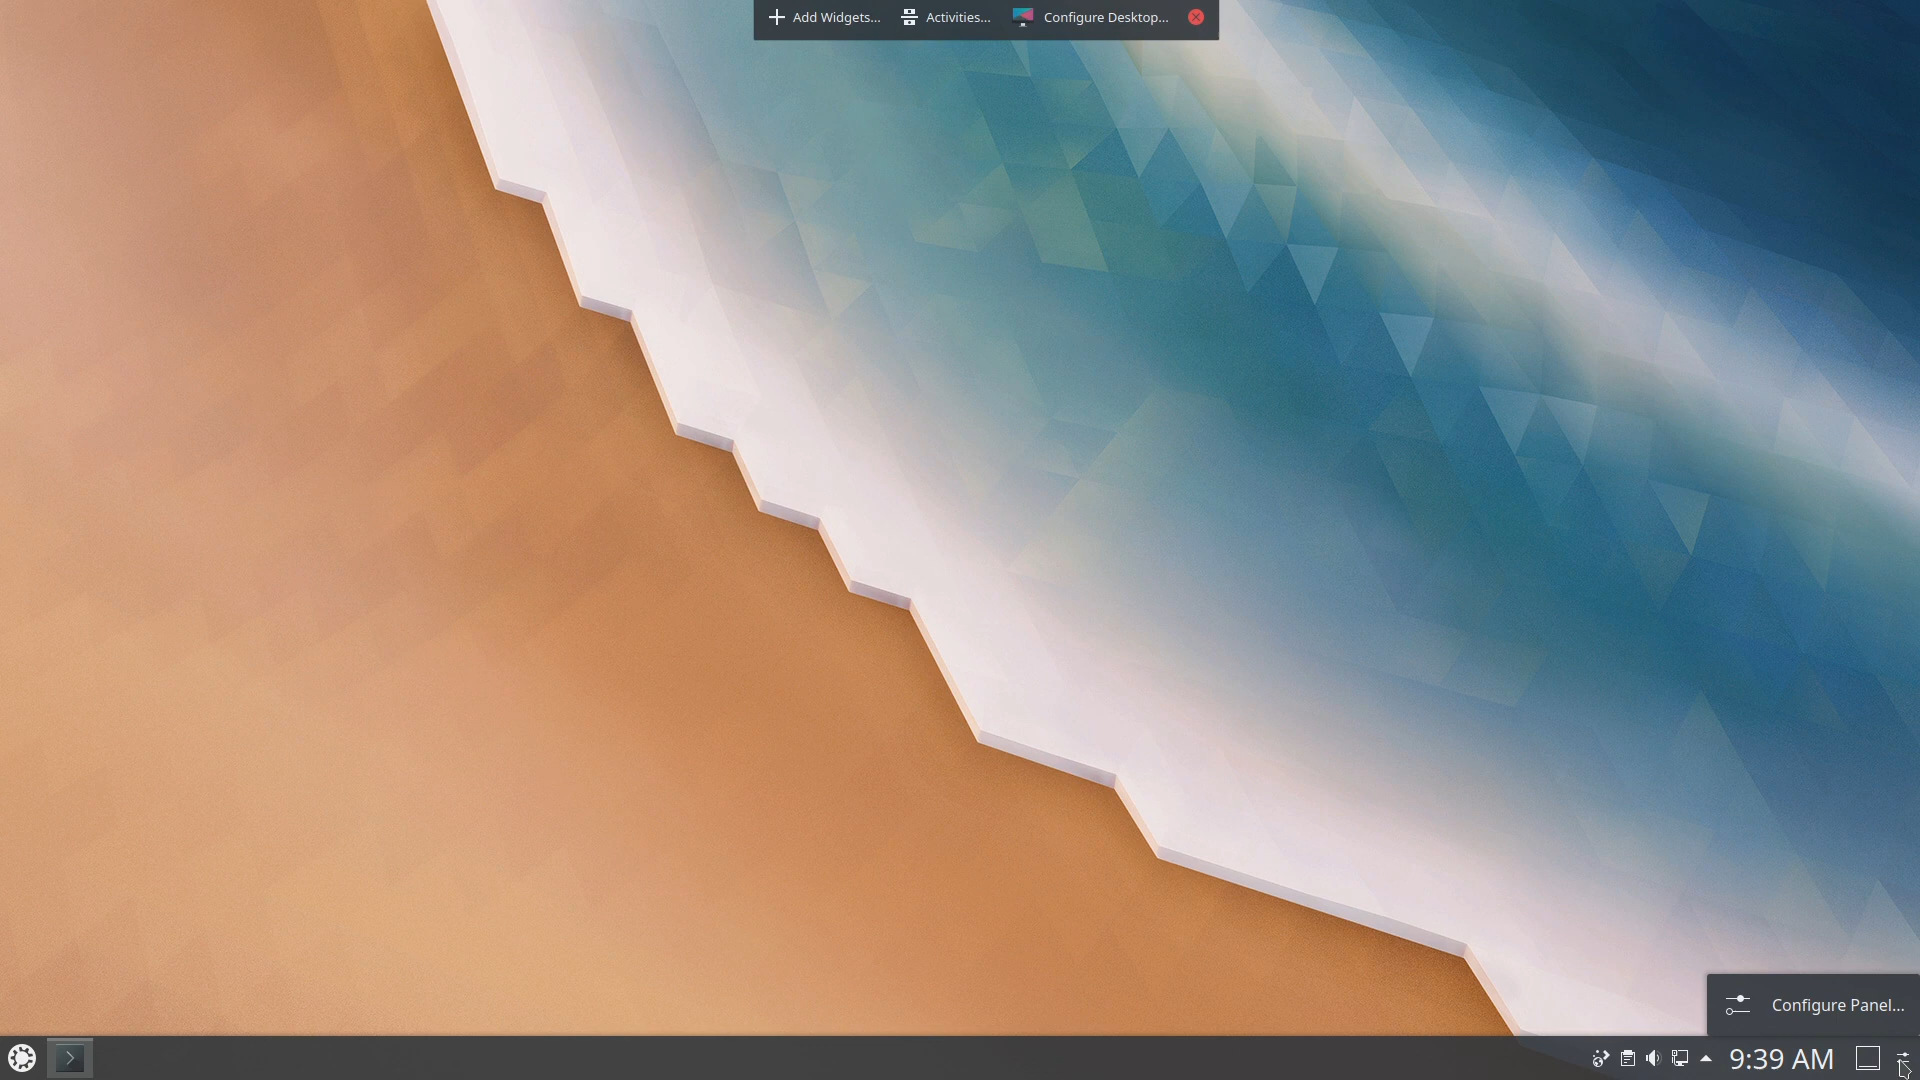 Add Widgets... Activities... Configure Desktop...
Configure Panel...
9:39 AM